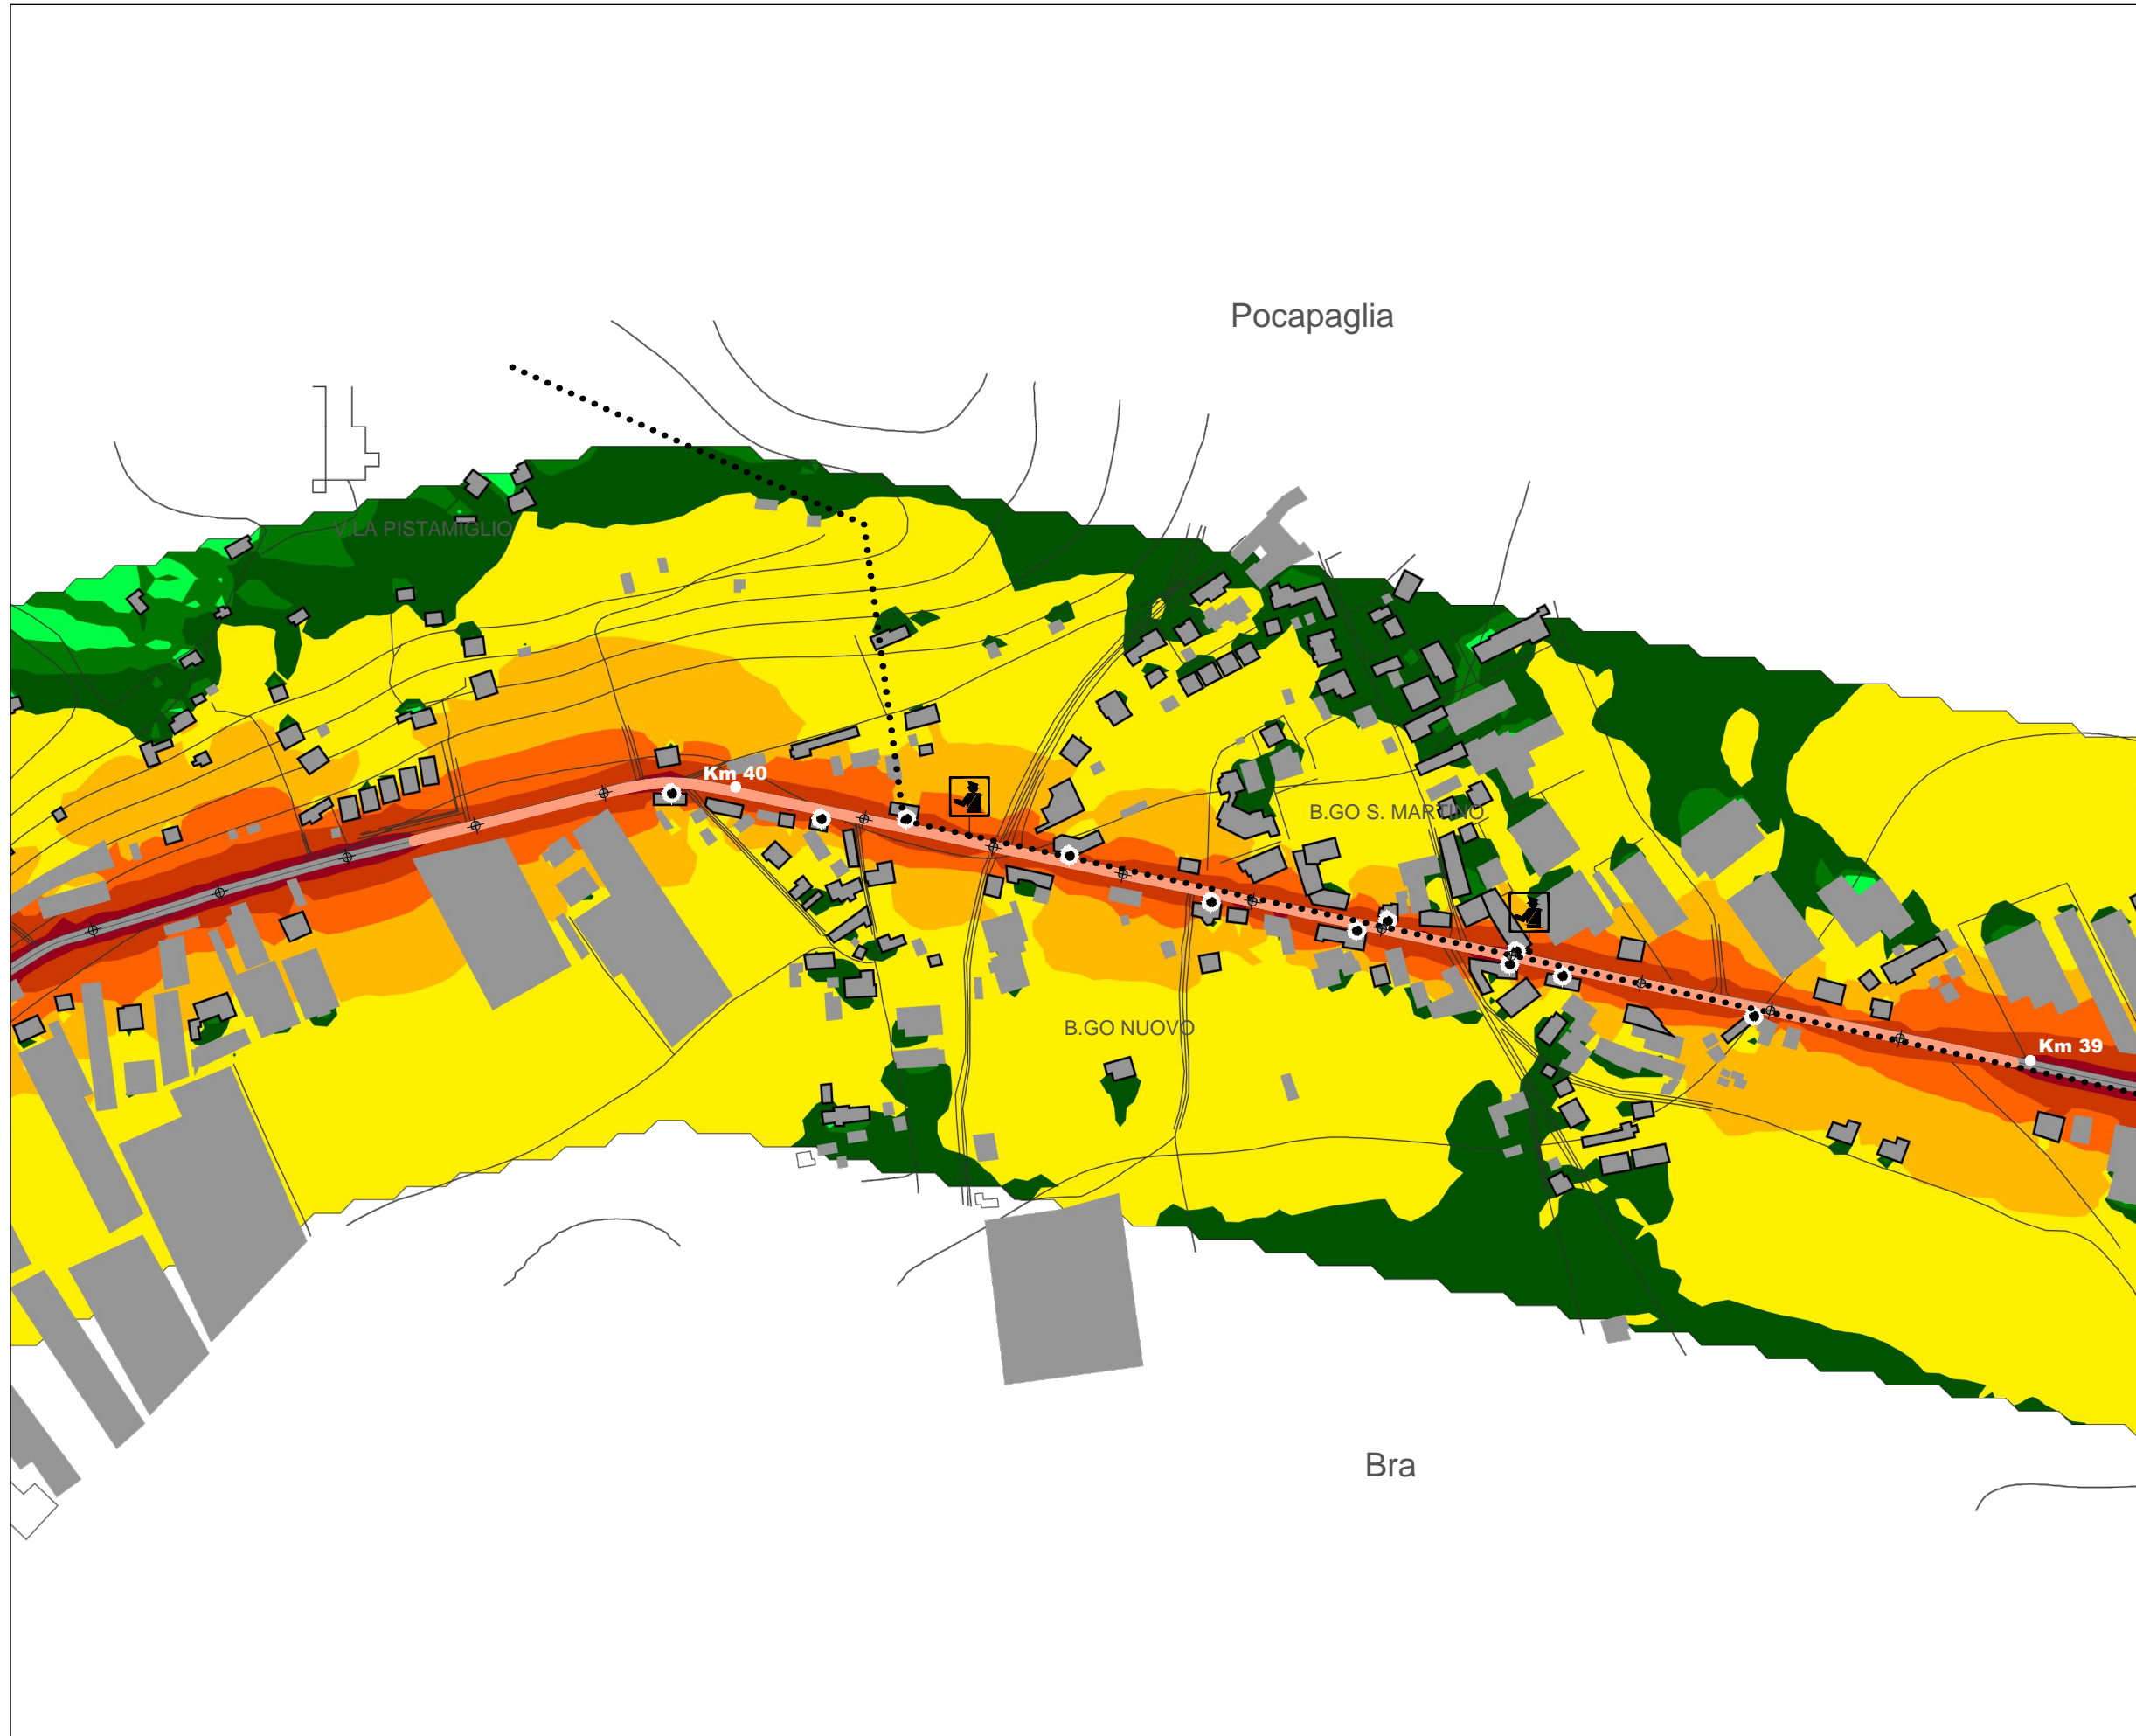 Pocapaglia
V.LA PISTAMIGLIO
Km 40
B.GO S. MARTINO
B.GO NUOVO
Km 39
Bra